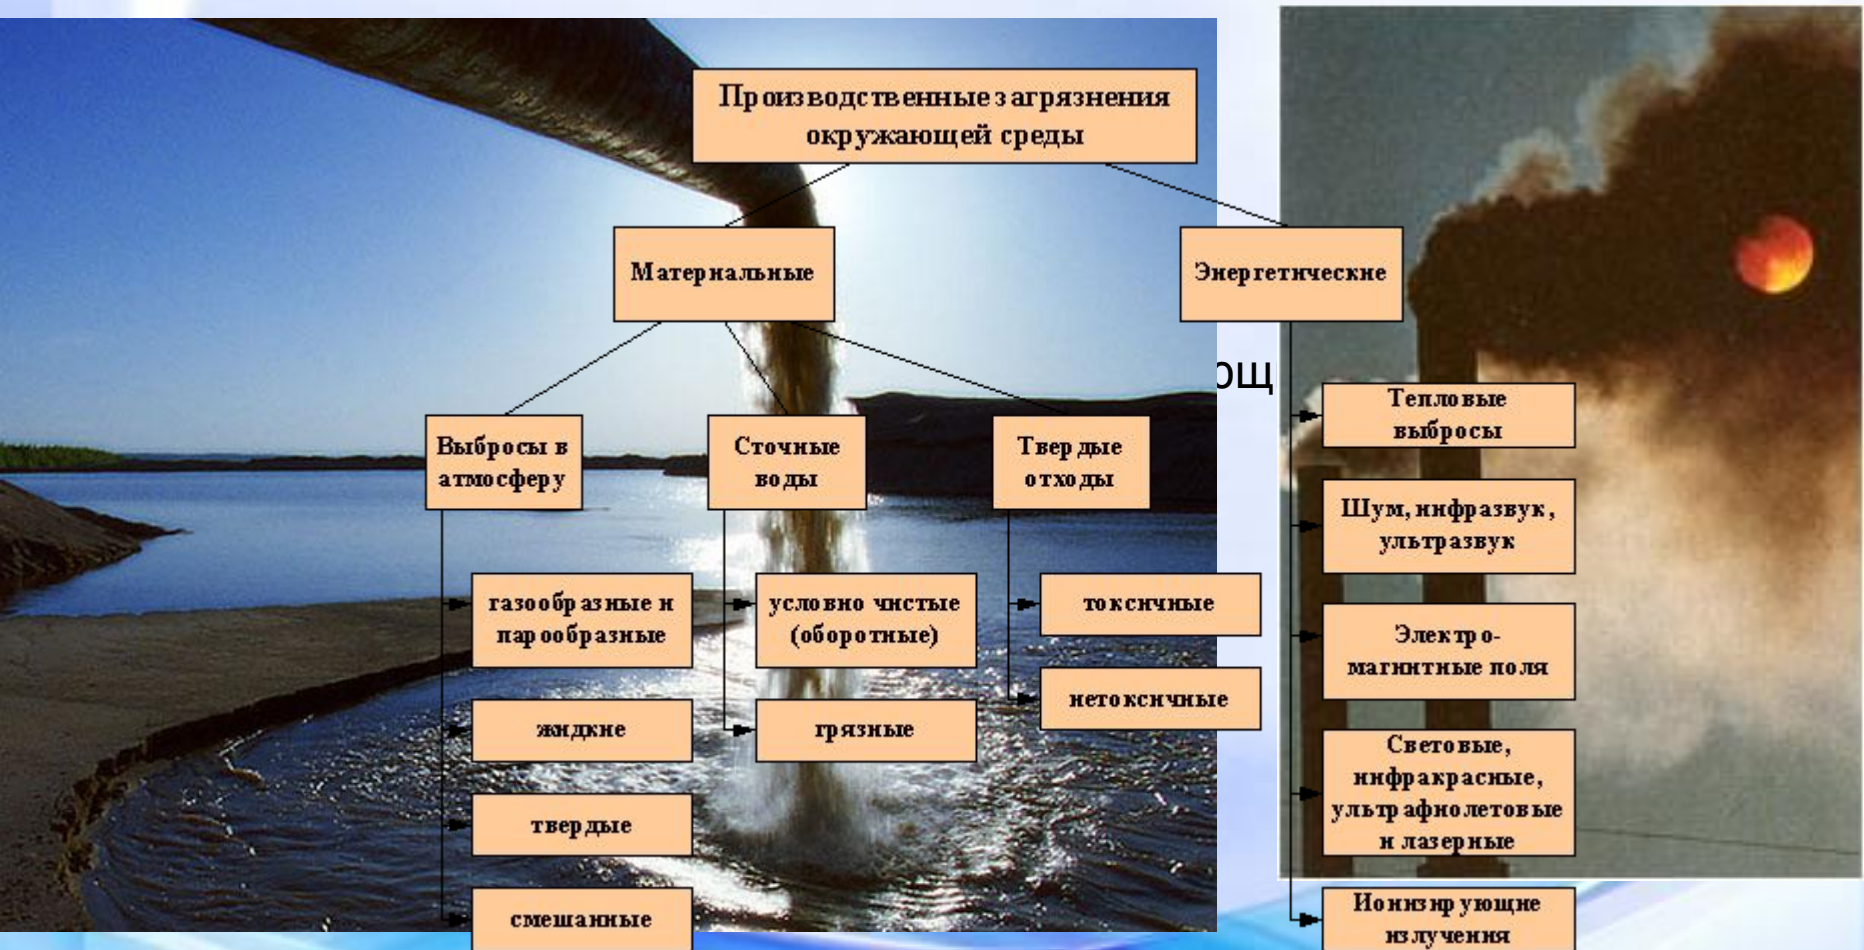 Производственные загрязнения
окружающей среды
Материальные
Энергетические
ощ
Выбросы в
атмосферу
Сточные
воды
Твердые
отходы
газообразные и
парообразные
жидкие
твердые
смешанные
условно чистые
(оборотные)
грязные
токсичные
нетоксичные
Тепловые
выбросы
Шум, инфразвук,
ультразвук
Электро-
магнитные поля
Световые,
инфракрасные,
ультрафиолетовые
и лазерные
Ионизирующие
излучения